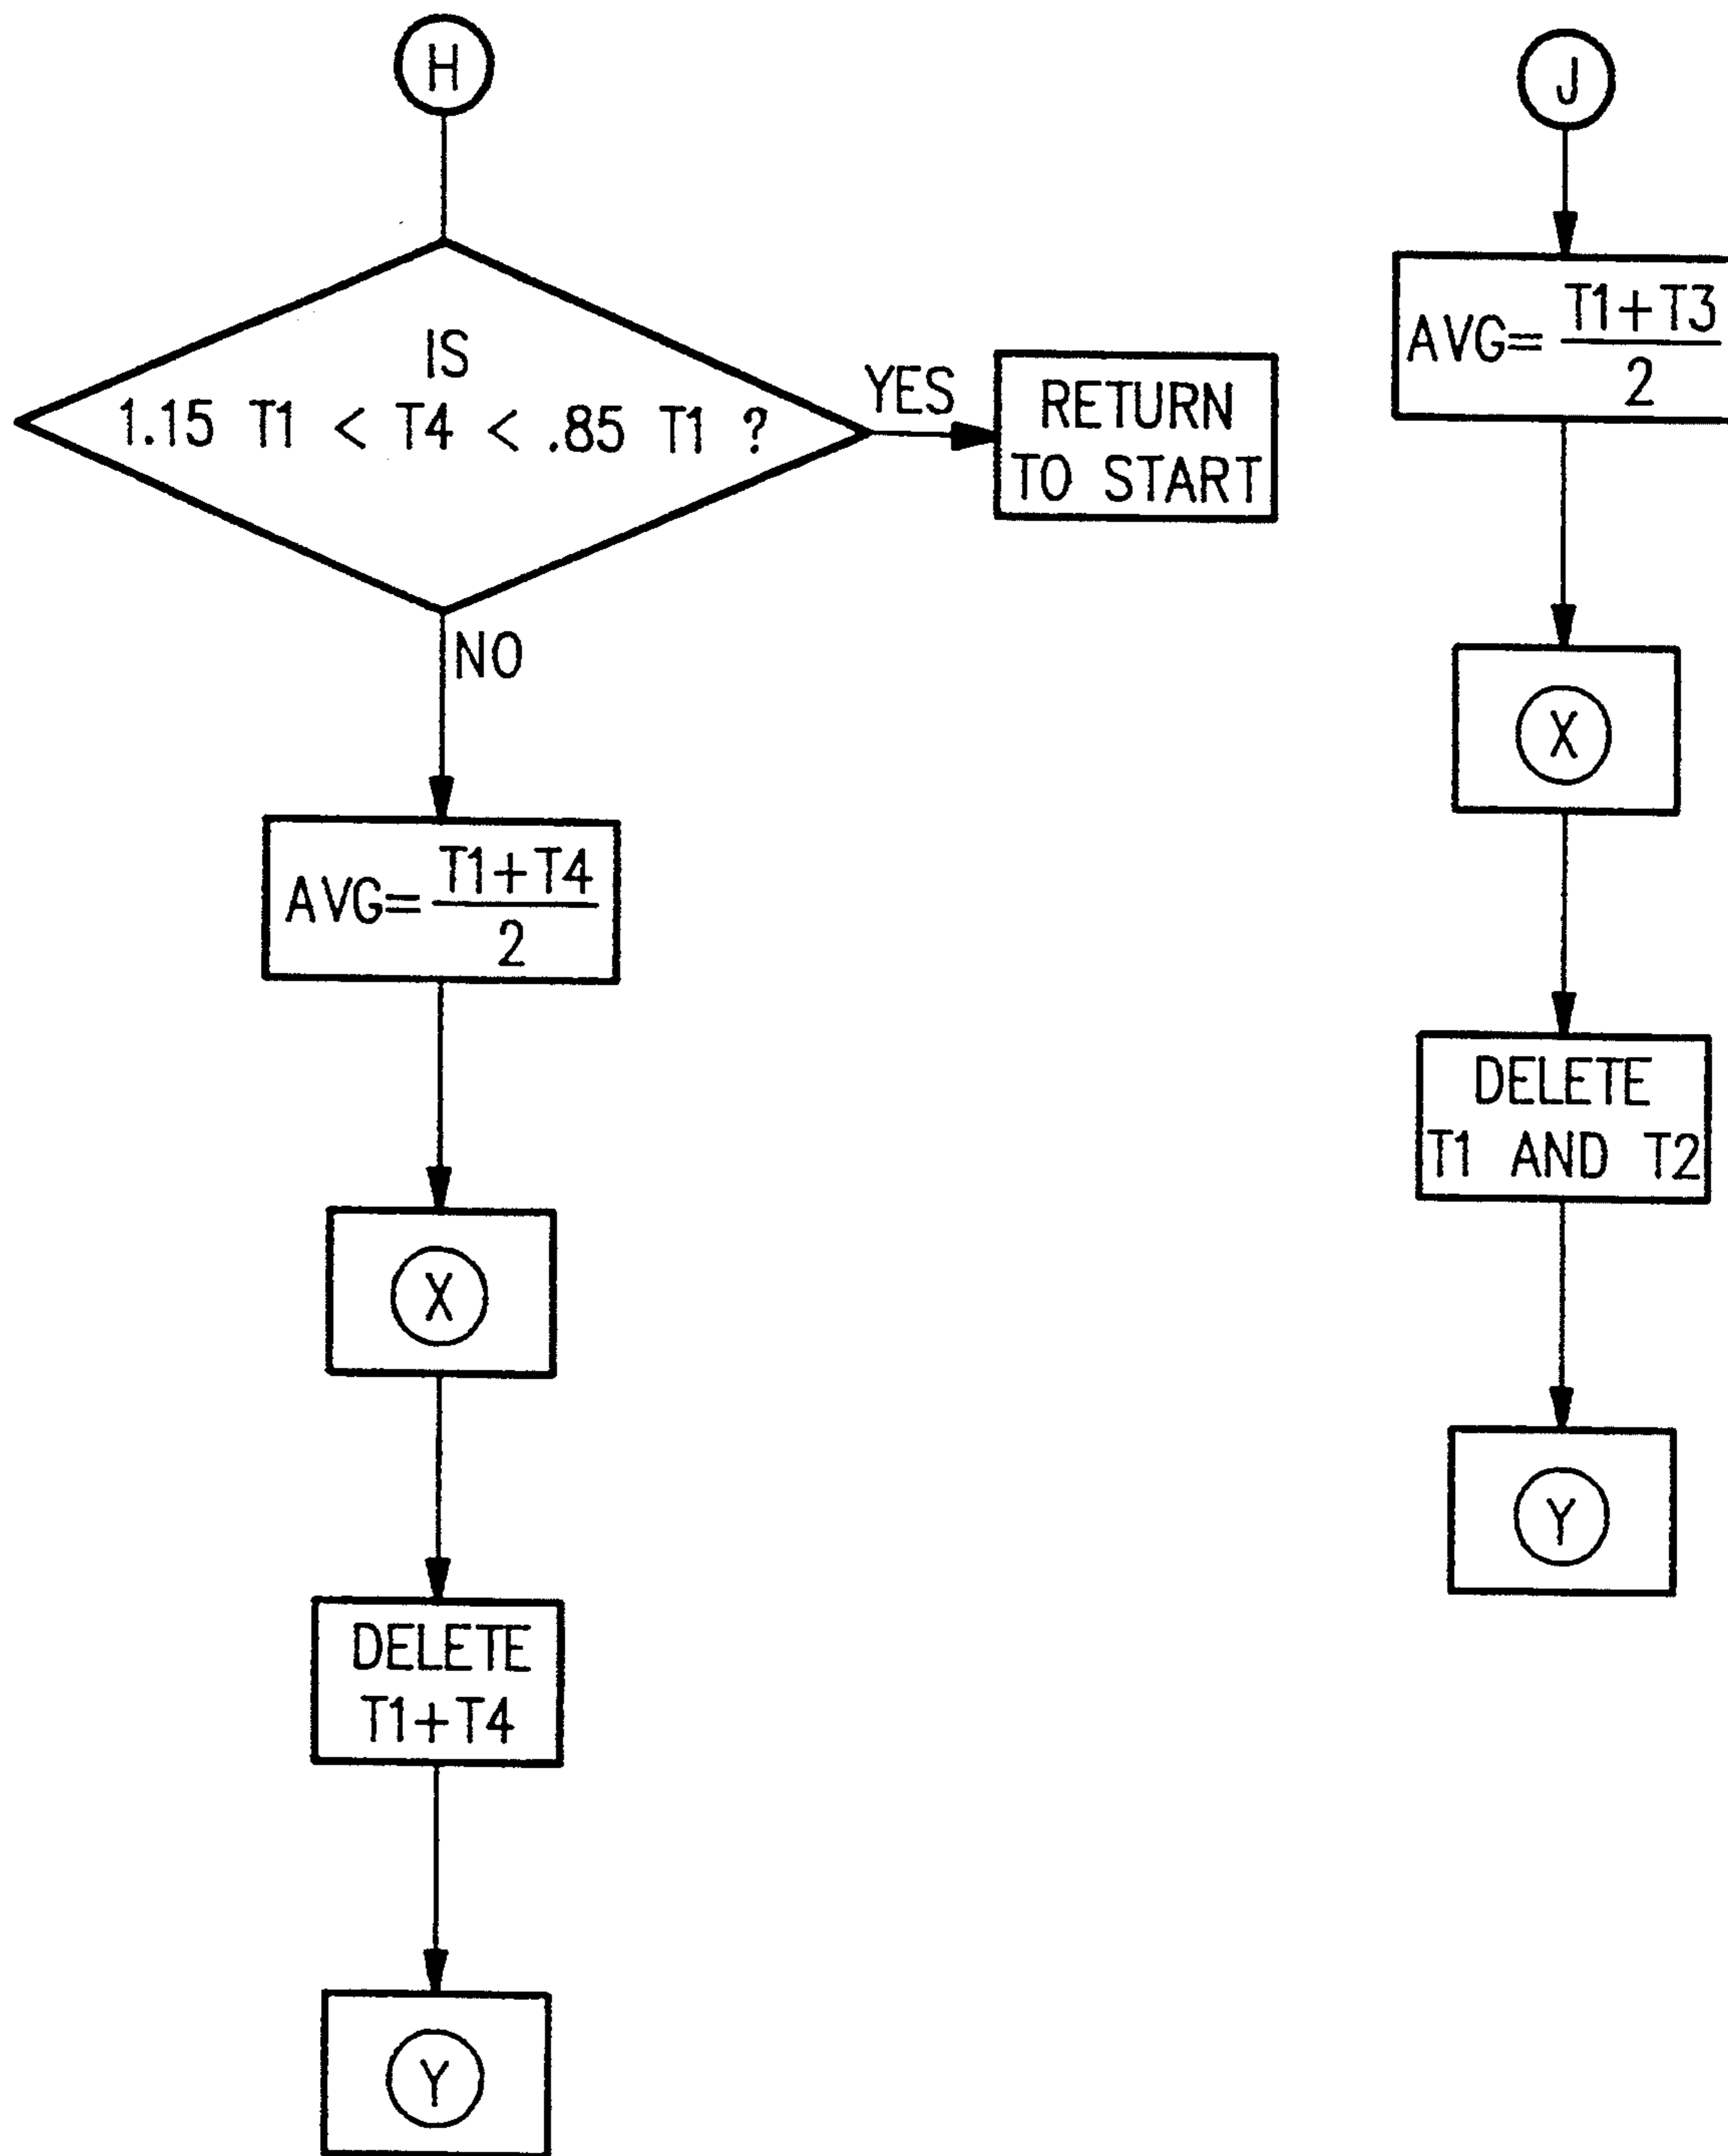 H
IS
1.15 T1 < T4 < .85 T1 ?
YES
RETURN
TO START
NO
AVG= T1+T4
2
X
DELETE
T1+T4
Y
J
AVG= T1+T3
2
X
DELETE
T1 AND T2
Y